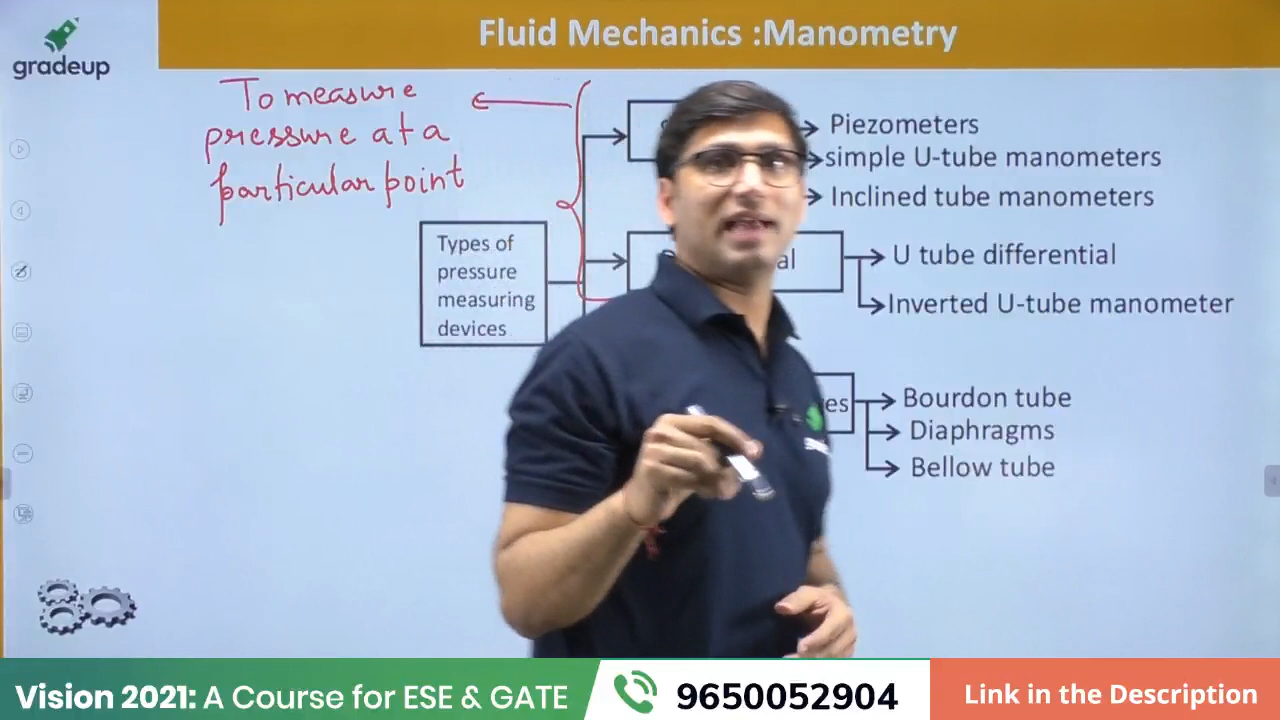 Fluid Mechanics :Manometry
gradeup
To measure
pressure at a
particular point
Piezometers
simple U-tube manometers
Inclined tube manometers
Types of
pressure
measuring
devices
al
U tube differential
Inverted U-tube manometer
es
Bourdon tube
Diaphragms
Bellow tube
Vision 2021: A Course for ESE & GATE
9650052904
Link in the Description